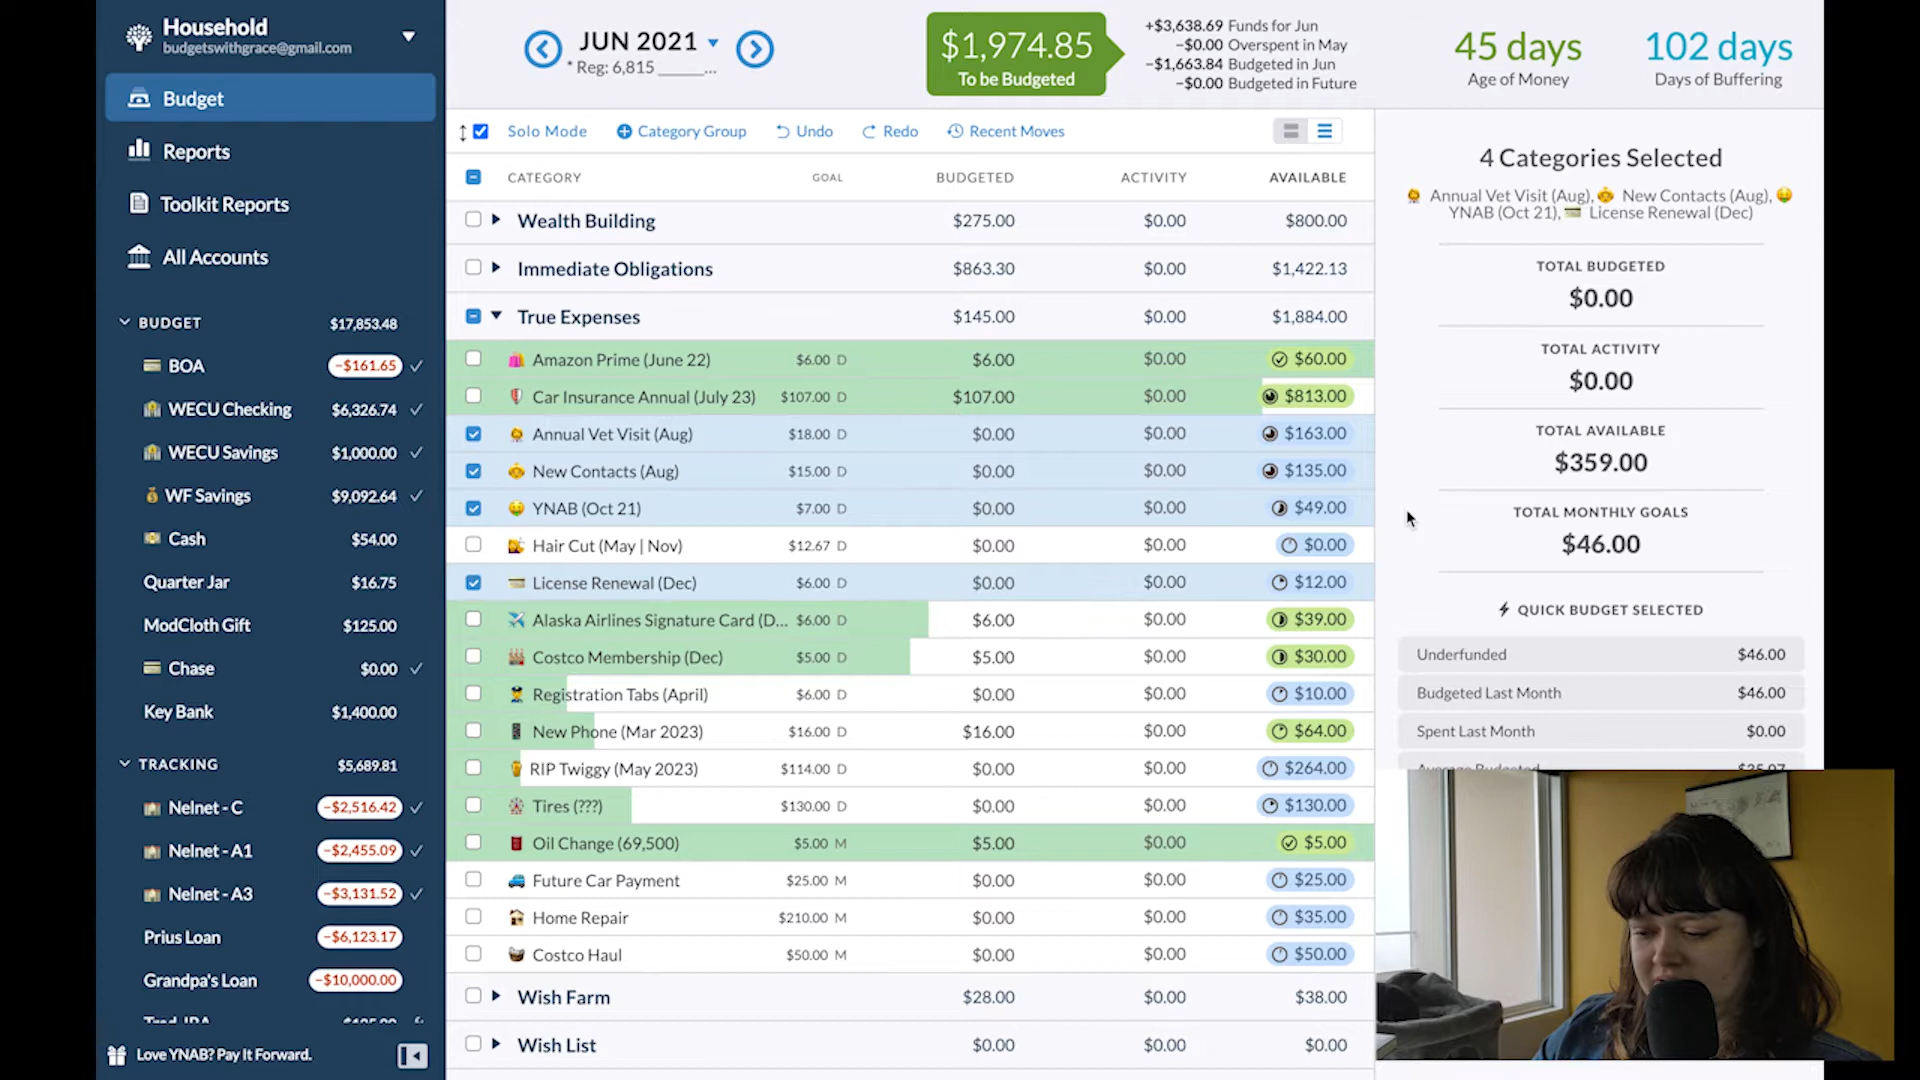 Household
budgetswithgrace@gmail.com
Budget
Reports
Toolkit Reports
All Accounts
BUDGET $17,853.48
BOA −$161.65
WECU Checking $6,326.74
WECU Savings $1,000.00
WF Savings $9,092.64
Cash $54.00
Quarter Jar $16.75
ModCloth Gift $125.00
Chase $0.00
Key Bank $1,400.00
TRACKING $5,689.81
Nelnet - C −$2,516.42
Nelnet - A1 −$2,455.09
Nelnet - A3 −$3,131.52
Prius Loan −$6,123.17
Grandpa's Loan −$10,000.00
Love YNAB? Pay It Forward.
JUN 2021
* Reg: 6,815 _____...
$1,974.85
To be Budgeted
+$3,638.69 Funds for Jun
−$0.00 Overspent in May
−$1,663.84 Budgeted in Jun
−$0.00 Budgeted in Future
45 days
Age of Money
102 days
Days of Buffering
Solo Mode Category Group Undo Redo Recent Moves
CATEGORY GOAL BUDGETED ACTIVITY AVAILABLE
Wealth Building $275.00 $0.00 $800.00
Immediate Obligations $863.30 $0.00 $1,422.13
True Expenses $145.00 $0.00 $1,884.00
Amazon Prime (June 22) $6.00 D $6.00 $0.00 $60.00
Car Insurance Annual (July 23) $107.00 D $107.00 $0.00 $813.00
Annual Vet Visit (Aug) $18.00 D $0.00 $0.00 $163.00
New Contacts (Aug) $15.00 D $0.00 $0.00 $135.00
YNAB (Oct 21) $7.00 D $0.00 $0.00 $49.00
Hair Cut (May | Nov) $12.67 D $0.00 $0.00 $0.00
License Renewal (Dec) $6.00 D $0.00 $0.00 $12.00
Alaska Airlines Signature Card (D... $6.00 D $6.00 $0.00 $39.00
Costco Membership (Dec) $5.00 D $5.00 $0.00 $30.00
Registration Tabs (April) $6.00 D $0.00 $0.00 $10.00
New Phone (Mar 2023) $16.00 D $16.00 $0.00 $64.00
RIP Twiggy (May 2023) $114.00 D $0.00 $0.00 $264.00
Tires (???) $130.00 D $0.00 $0.00 $130.00
Oil Change (69,500) $5.00 M $5.00 $0.00 $5.00
Future Car Payment $25.00 M $0.00 $0.00 $25.00
Home Repair $210.00 M $0.00 $0.00 $35.00
Costco Haul $50.00 M $0.00 $0.00 $50.00
Wish Farm $28.00 $0.00 $38.00
Wish List $0.00 $0.00 $0.00
4 Categories Selected
Annual Vet Visit (Aug), New Contacts (Aug),
YNAB (Oct 21), License Renewal (Dec)
TOTAL BUDGETED
$0.00
TOTAL ACTIVITY
$0.00
TOTAL AVAILABLE
$359.00
TOTAL MONTHLY GOALS
$46.00
QUICK BUDGET SELECTED
Underfunded $46.00
Budgeted Last Month $46.00
Spent Last Month $0.00